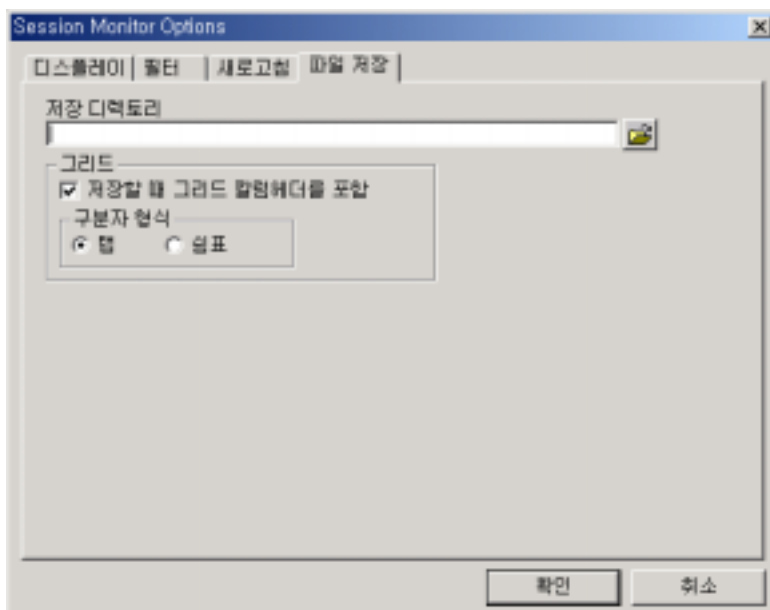 Session Monitor Options
디스플레이 필터 새로고침 파일 저장
저장 디렉토리
그리드
저장할 때 그리드 칼럼헤더를 포함
구분자 형식
탭 쉼표
확인 취소